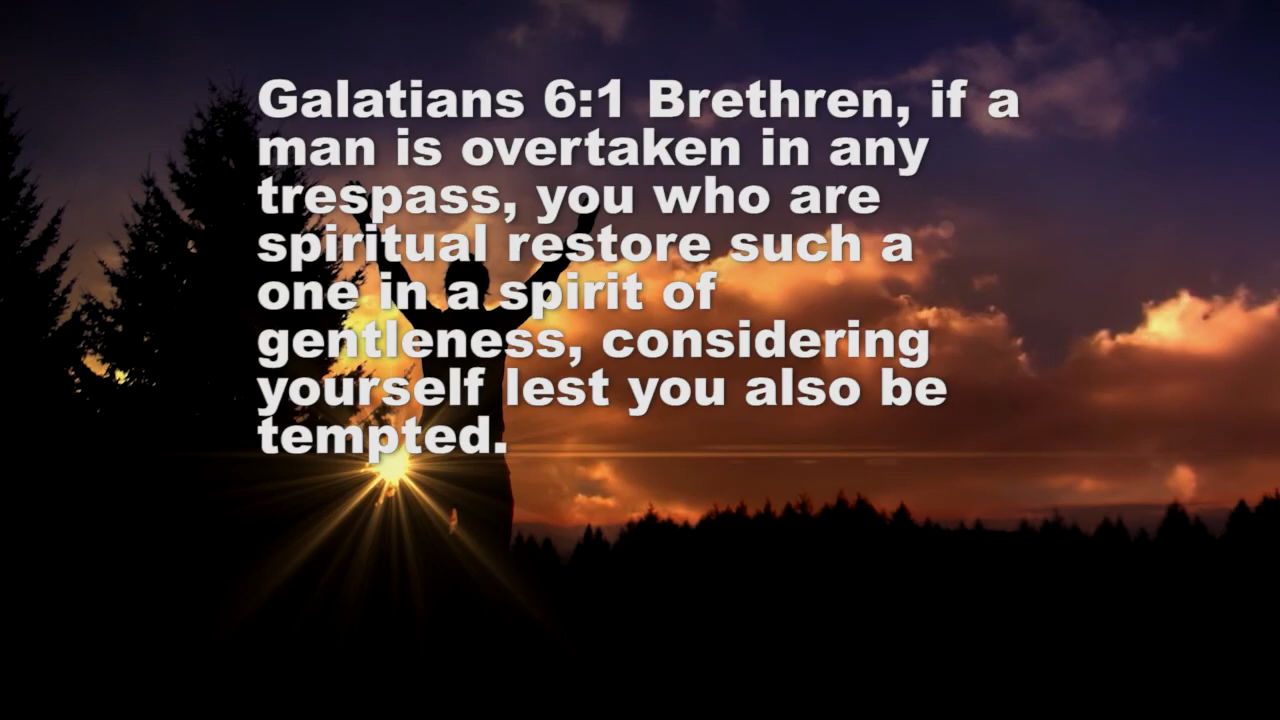 Galatians 6:1 Brethren, if a
man is overtaken in any
trespass, you who are
spiritual restore such a
one in a spirit of
gentleness, considering
yourself lest you also be
tempted.